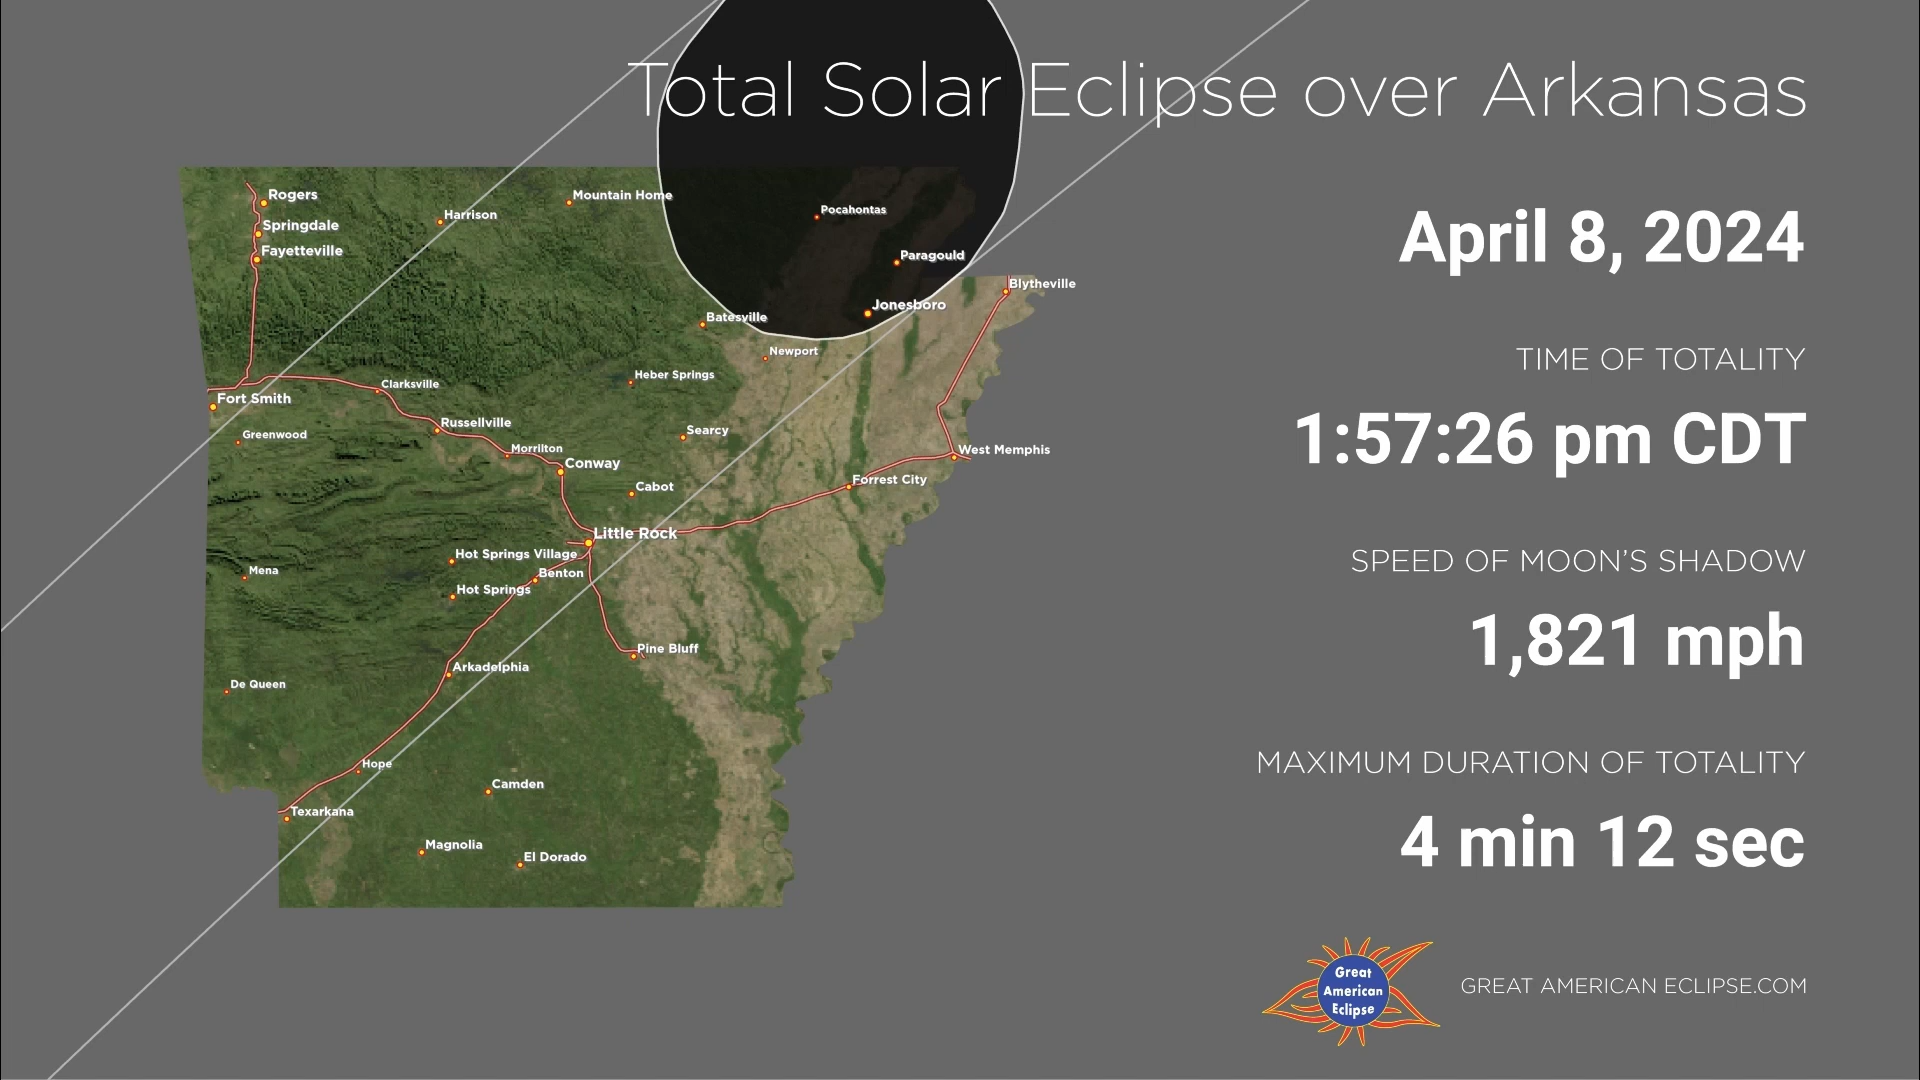 Total Solar Eclipse over Arkansas
April 8, 2024
TIME OF TOTALITY
1:57:26 pm CDT
SPEED OF MOON'S SHADOW
1,821 mph
MAXIMUM DURATION OF TOTALITY
4 min 12 sec
Great
American
Eclipse
GREAT AMERICAN ECLIPSE.COM
Rogers
Mountain Home
Harrison
Pocahontas
Springdale
Fayetteville
Paragould
Blytheville
Jonesboro
Batesville
Newport
Heber Springs
Clarksville
Fort Smith
Russellville
Searcy
Greenwood
Morrilton
West Memphis
Conway
Forrest City
Cabot
Little Rock
Hot Springs Village
Mena
Benton
Hot Springs
Pine Bluff
Arkadelphia
De Queen
Hope
Camden
Texarkana
Magnolia
El Dorado